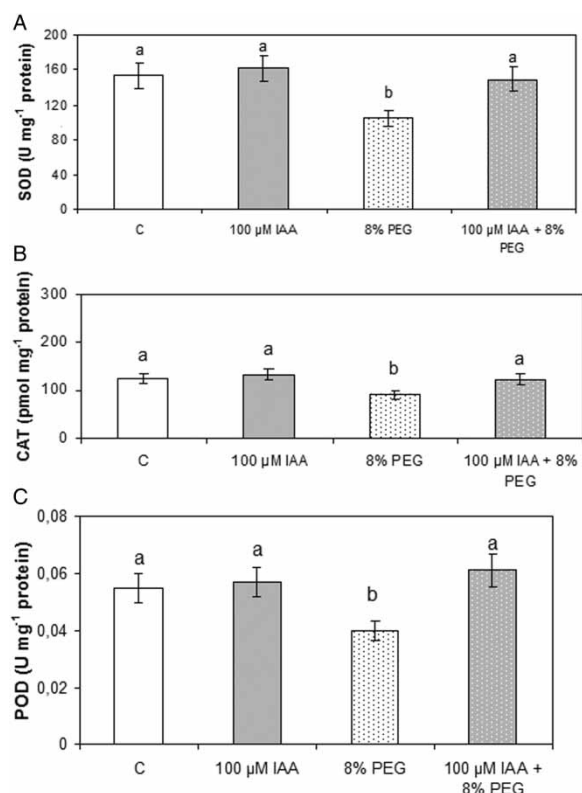 A
SOD (U mg⁻¹ protein)
200
160
120
80
40
0
a
a
b
a
C
100 µM IAA
8% PEG
100 µM IAA + 8%
PEG
B
CAT (pmol mg⁻¹ protein)
300
200
100
0
a
a
b
a
C
100 µM IAA
8% PEG
100 µM IAA + 8%
PEG
C
POD (U mg⁻¹ protein)
0,08
0,06
0,04
0,02
0
a
a
b
a
C
100 µM IAA
8% PEG
100 µM IAA +
8% PEG